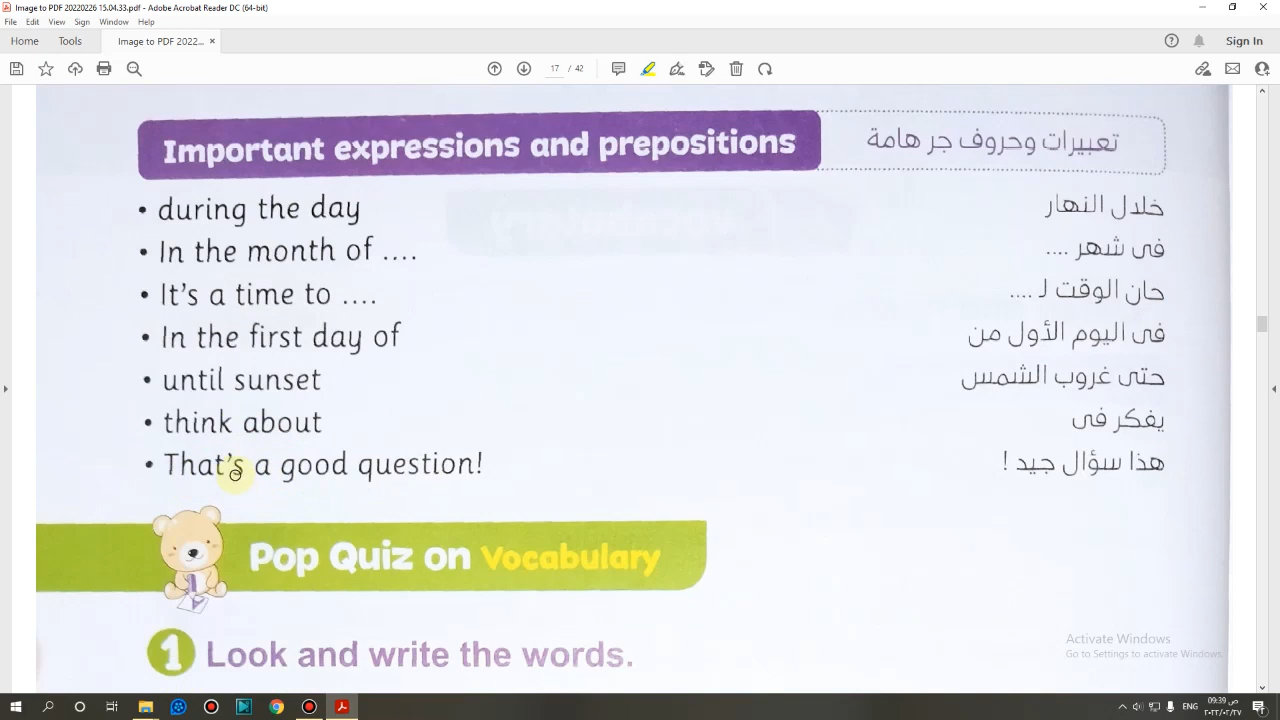 Image to PDF 20220226 15.04.33.pdf - Adobe Acrobat Reader DC (64-bit)
File Edit View Sign Window Help
Home Tools Image to PDF 2022... × Sign In
17 / 42
Important expressions and prepositions تعبيرات وحروف جر هامة
• during the day خلال النهار
• In the month of .... فى شهر ....
• It's a time to .... حان الوقت لـ ....
• In the first day of فى اليوم الأول من
• until sunset حتى غروب الشمس
• think about يفكر فى
• That's a good question! هذا سؤال جيد !
Pop Quiz on Vocabulary
1 Look and write the words.
Activate Windows
Go to Settings to activate Windows.
ENG ص 09:39
٢٠٢٢/٠٢/٢٧